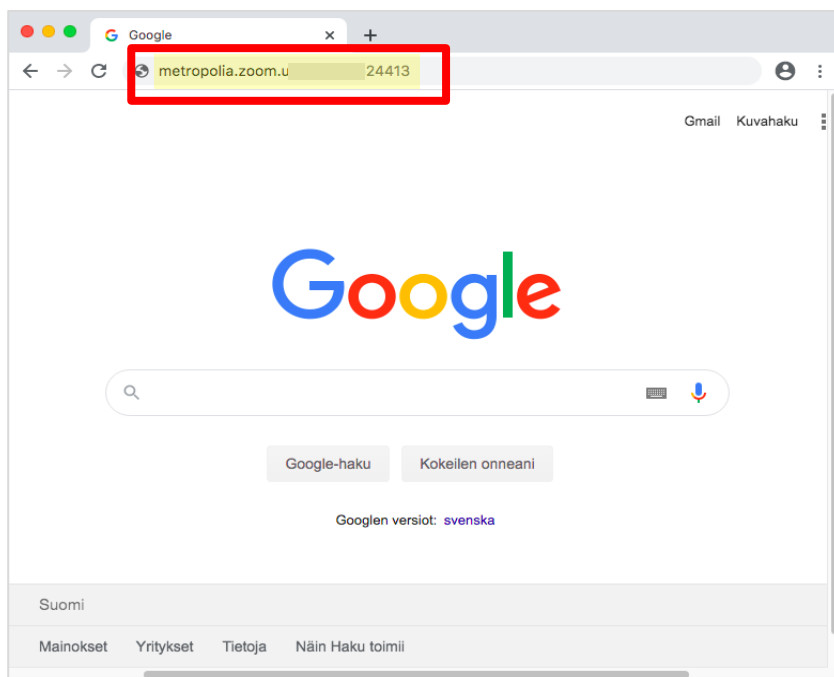 Google
metropolia.zoom.u 24413
Gmail Kuvahaku
Google
Google-haku Kokeilen onneani
Googlen versiot: svenska
Suomi
Mainokset Yritykset Tietoja Näin Haku toimii